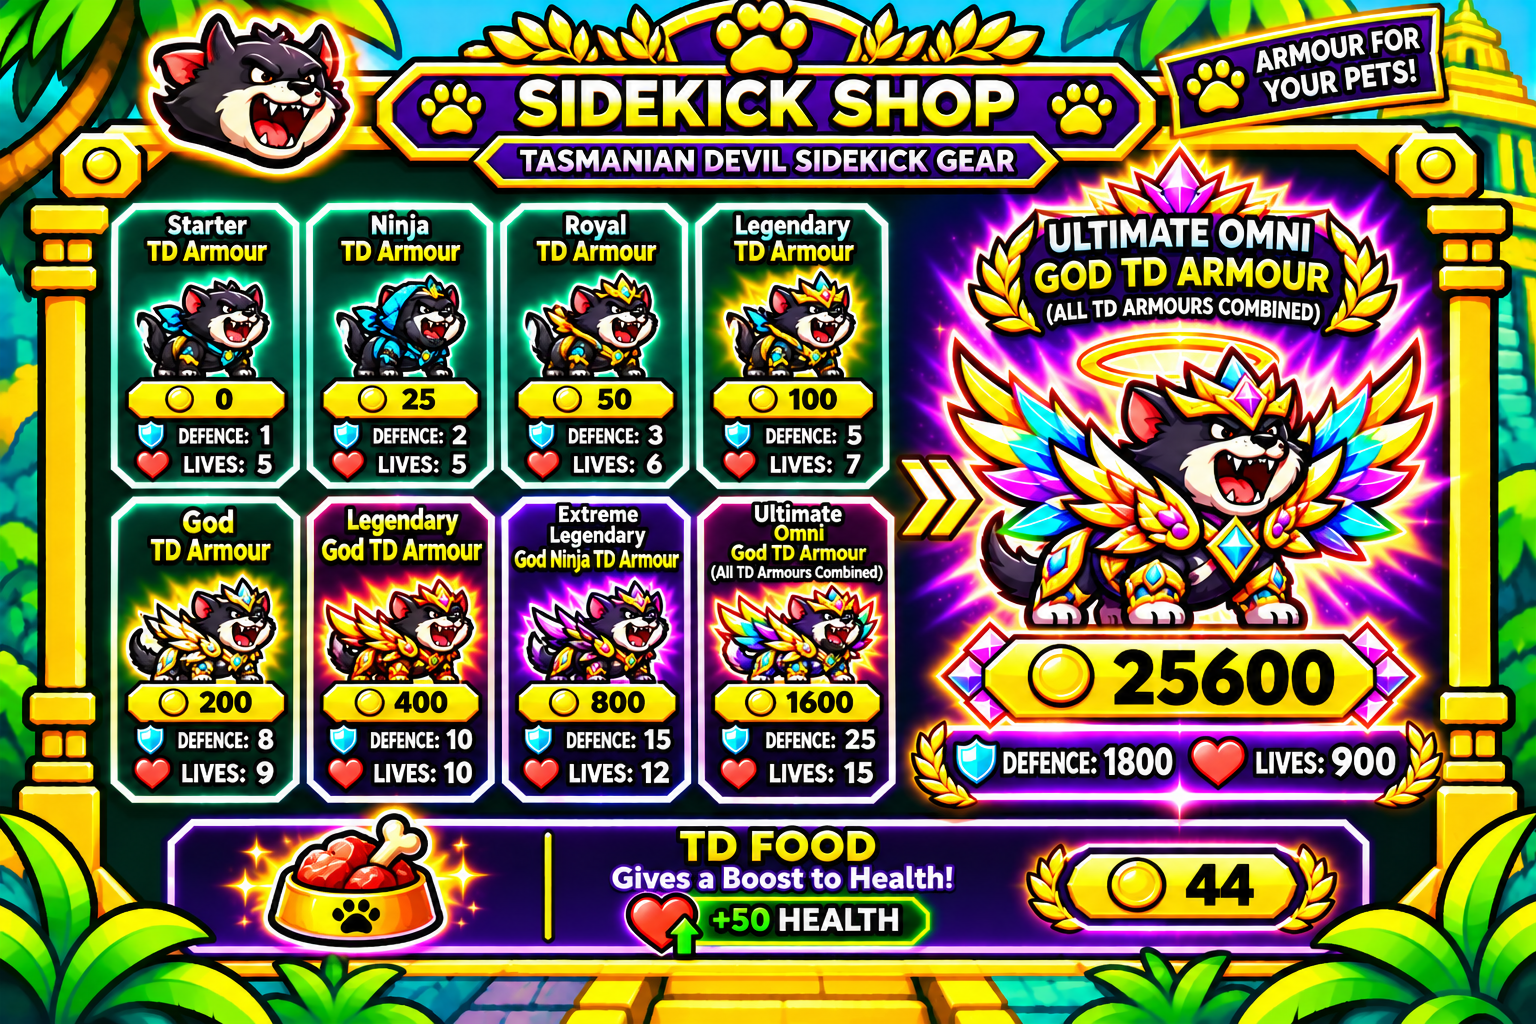 SIDEKICK SHOP
TASMANIAN DEVIL SIDEKICK GEAR
ARMOUR FOR
YOUR PETS!
Starter
TD Armour
0
DEFENCE: 1
LIVES: 5
Ninja
TD Armour
25
DEFENCE: 2
LIVES: 5
Royal
TD Armour
50
DEFENCE: 3
LIVES: 6
Legendary
TD Armour
100
DEFENCE: 5
LIVES: 7
God
TD Armour
200
DEFENCE: 8
LIVES: 9
Legendary
God TD Armour
400
DEFENCE: 10
LIVES: 10
Extreme
Legendary
God Ninja TD Armour
800
DEFENCE: 15
LIVES: 12
Ultimate
Omni
God TD Armour
(All TD Armours Combined)
1600
DEFENCE: 25
LIVES: 15
ULTIMATE OMNI
GOD TD ARMOUR
(ALL TD ARMOURS COMBINED)
25600
DEFENCE: 1800 LIVES: 900
TD FOOD
Gives a Boost to Health!
+50 HEALTH
44